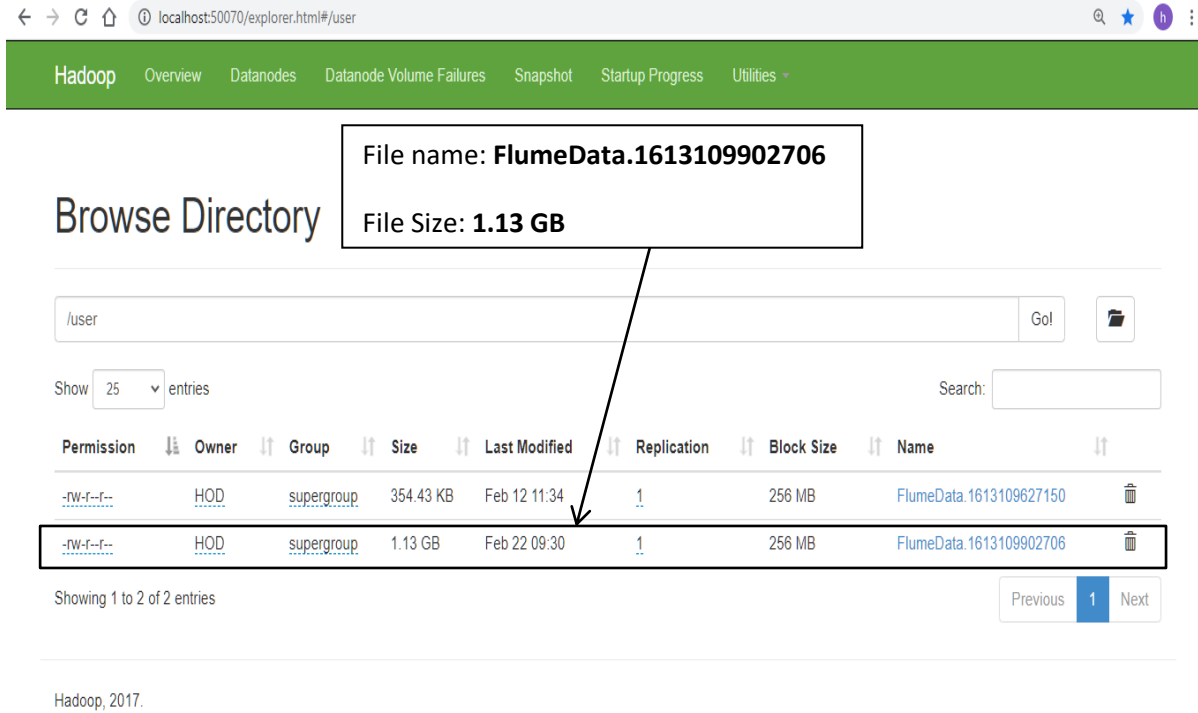 localhost:50070/explorer.html#/user
h
Hadoop Overview Datanodes Datanode Volume Failures Snapshot Startup Progress Utilities
File name: FlumeData.1613109902706
Browse Directory
File Size: 1.13 GB
/user Go!
Show 25 entries Search:
Permission Owner Group Size Last Modified Replication Block Size Name
-rw-r--r-- HOD supergroup 354.43 KB Feb 12 11:34 1 256 MB FlumeData.1613109627150
-rw-r--r-- HOD supergroup 1.13 GB Feb 22 09:30 1 256 MB FlumeData.1613109902706
Showing 1 to 2 of 2 entries Previous 1 Next
Hadoop, 2017.